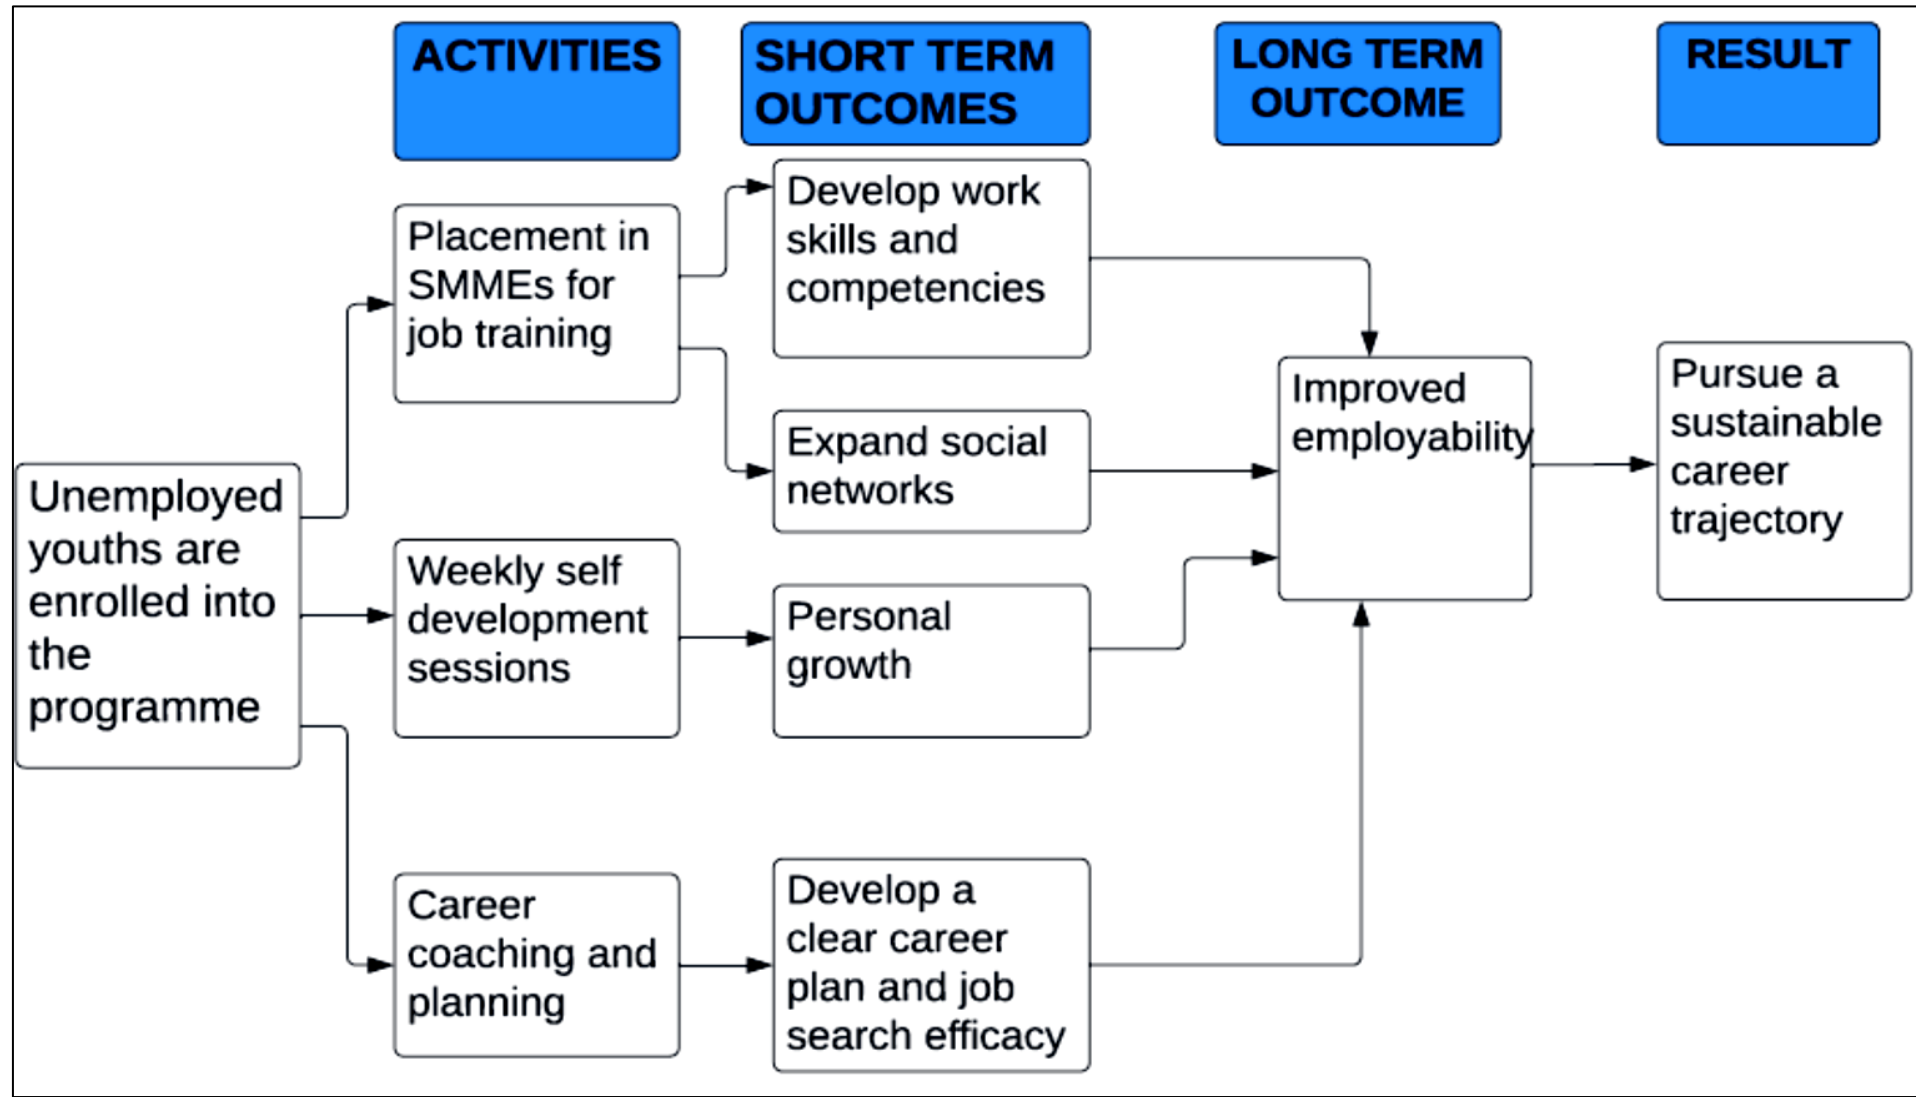 ACTIVITIES
SHORT TERM
OUTCOMES
LONG TERM
OUTCOME
RESULT
Unemployed
youths are
enrolled into
the
programme
Placement in
SMMEs for
job training
Weekly self
development
sessions
Career
coaching and
planning
Develop work
skills and
competencies
Expand social
networks
Personal
growth
Develop a
clear career
plan and job
search efficacy
Improved
employability
Pursue a
sustainable
career
trajectory